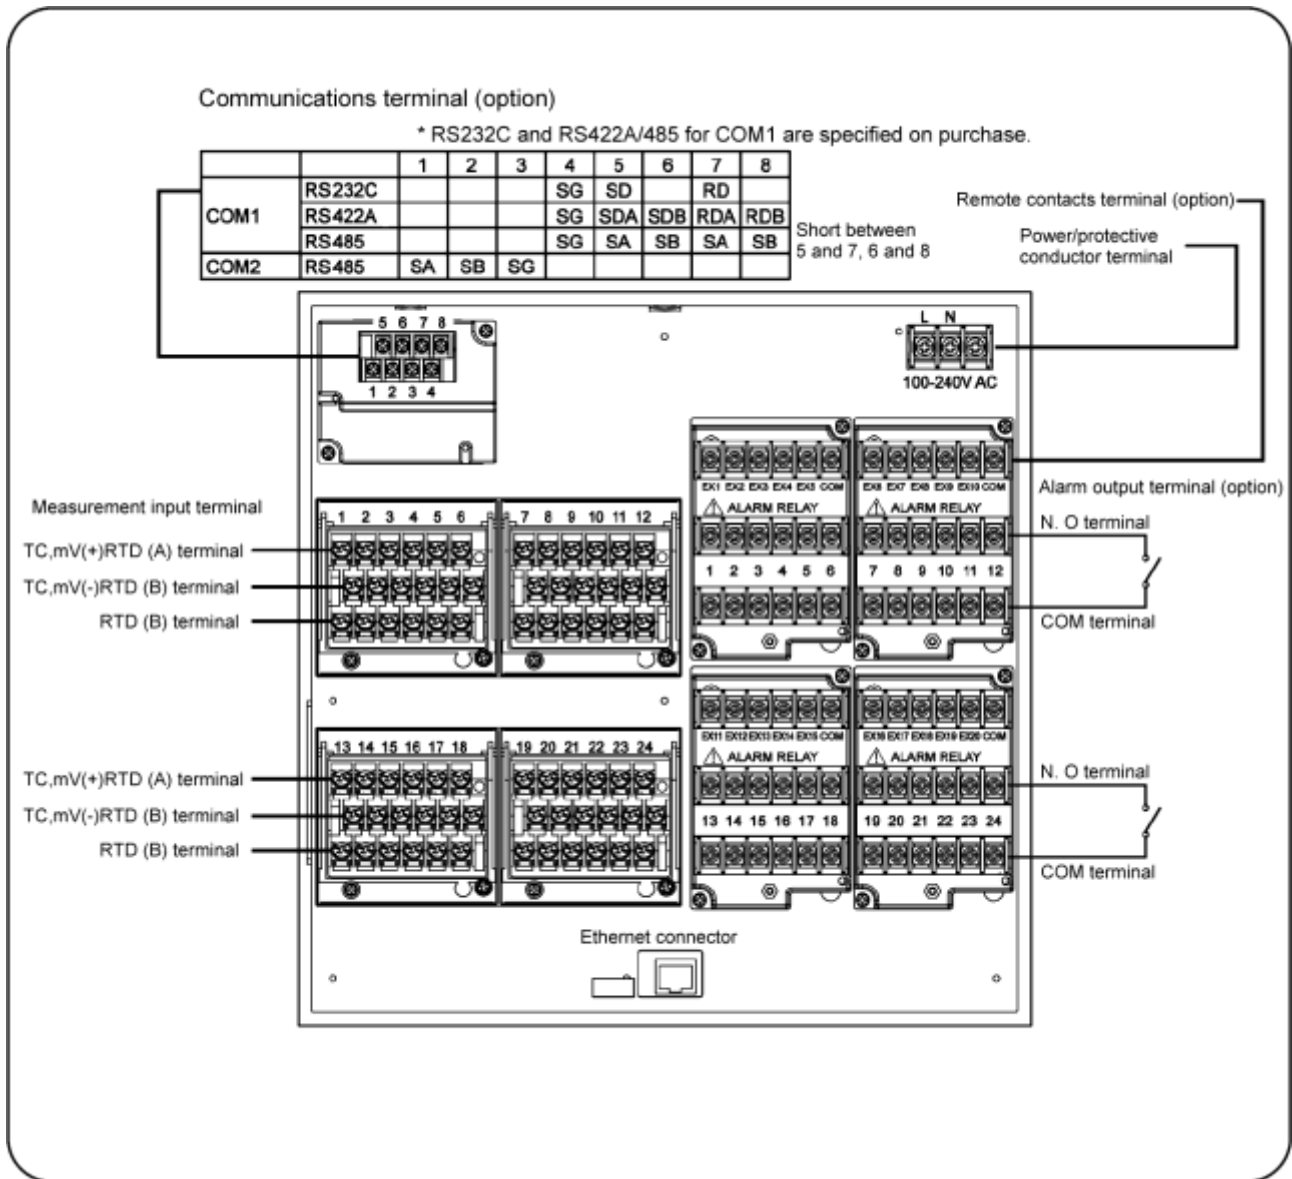 Communications terminal (option)
* RS232C and RS422A/485 for COM1 are specified on purchase.
1 2 3 4 5 6 7 8
COM1 RS232C SG SD RD
RS422A SG SDA SDB RDA RDB
RS485 SG SA SB SA SB
COM2 RS485 SA SB SG
Short between
5 and 7, 6 and 8
Remote contacts terminal (option)
Power/protective
conductor terminal
5 6 7 8
1 2 3 4
L N
100-240V AC
EX1 EX2 EX3 EX4 EX5 COM
EX6 EX7 EX8 EX9 EX10 COM
ALARM RELAY
ALARM RELAY
1 2 3 4 5 6
7 8 9 10 11 12
Alarm output terminal (option)
N. O terminal
COM terminal
Measurement input terminal
1 2 3 4 5 6
7 8 9 10 11 12
TC,mV(+)RTD (A) terminal
TC,mV(-)RTD (B) terminal
RTD (B) terminal
EX11 EX12 EX13 EX14 EX15 COM
EX16 EX17 EX18 EX19 EX20 COM
ALARM RELAY
ALARM RELAY
13 14 15 16 17 18
19 20 21 22 23 24
N. O terminal
COM terminal
13 14 15 16 17 18
19 20 21 22 23 24
TC,mV(+)RTD (A) terminal
TC,mV(-)RTD (B) terminal
RTD (B) terminal
Ethernet connector